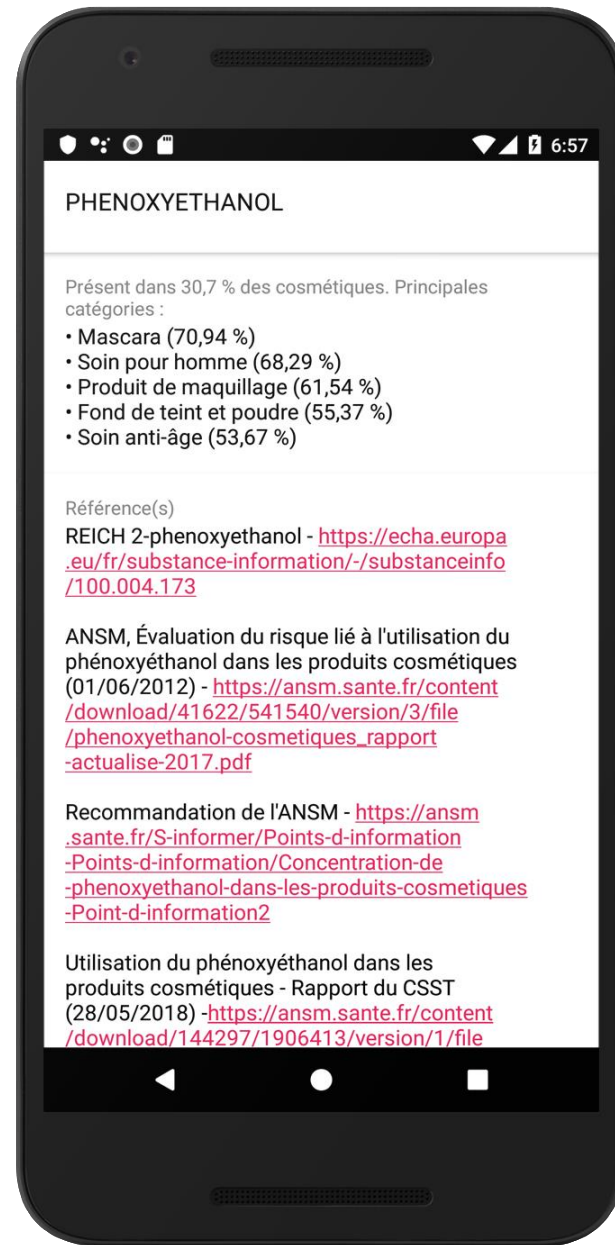 6:57
PHENOXYETHANOL
Présent dans 30,7 % des cosmétiques. Principales
catégories :
• Mascara (70,94 %)
• Soin pour homme (68,29 %)
• Produit de maquillage (61,54 %)
• Fond de teint et poudre (55,37 %)
• Soin anti-âge (53,67 %)
Référence(s)
REICH 2-phenoxyethanol - https://echa.europa
.eu/fr/substance-information/-/substanceinfo
/100.004.173
ANSM, Évaluation du risque lié à l'utilisation du
phénoxyéthanol dans les produits cosmétiques
(01/06/2012) - https://ansm.sante.fr/content
/download/41622/541540/version/3/file
/phenoxyethanol-cosmetiques_rapport
-actualise-2017.pdf
Recommandation de l'ANSM - https://ansm
.sante.fr/S-informer/Points-d-information
-Points-d-information/Concentration-de
-phenoxyethanol-dans-les-produits-cosmetiques
-Point-d-information2
Utilisation du phénoxyéthanol dans les
produits cosmétiques - Rapport du CSST
(28/05/2018) -https://ansm.sante.fr/content
/download/144297/1906413/version/1/file